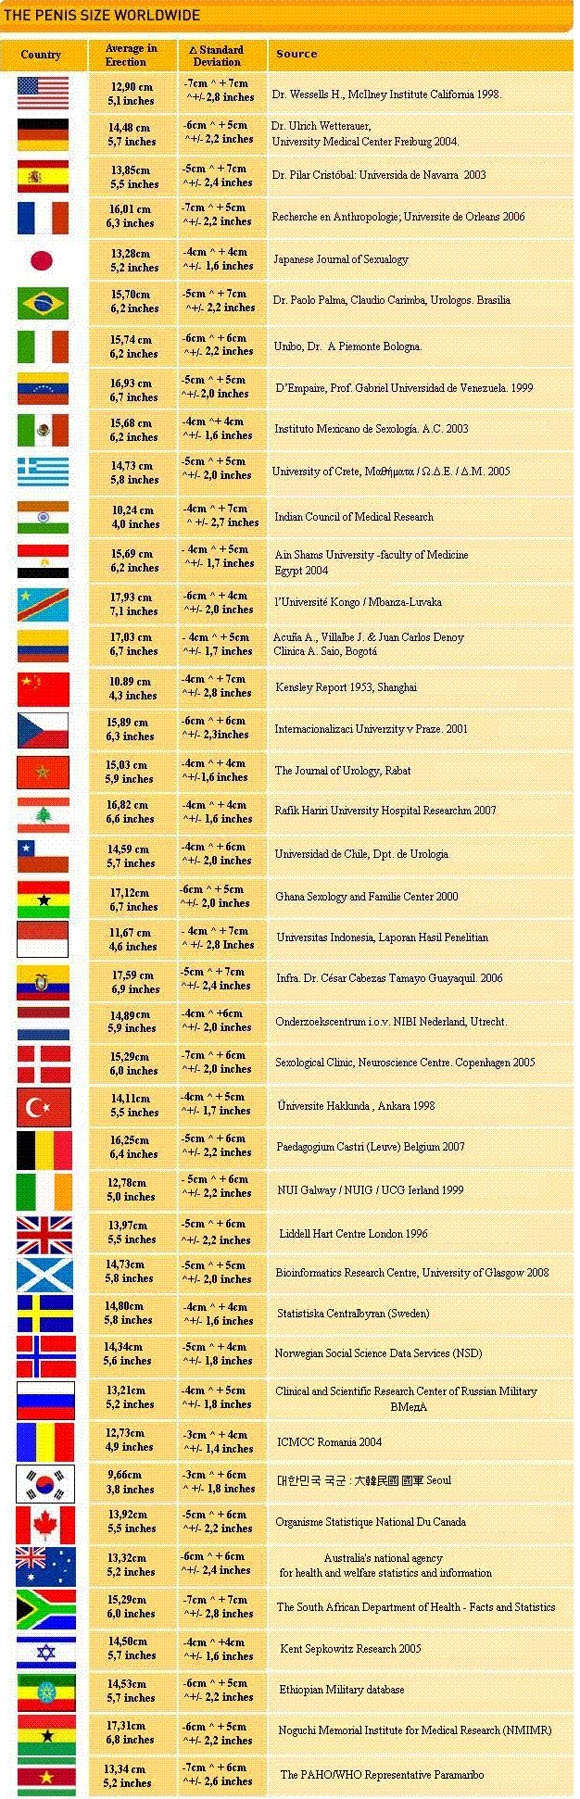 THE PENIS SIZE WORLDWIDE
Country
Average in
Erection
Δ Standard
Deviation
Source
12,90 cm
5,1 inches
-7cm ^ + 7cm
^+/-2,8 inches
Dr. Wessells H., McIlney Institute California 1998.
14,48 cm
5,7 inches
-6cm ^ + 5cm
^+/- 2,2 inches
Dr. Ulrich Wetterauer,
University Medical Center Freiburg 2004.
13,85cm
5,5 inches
-5cm ^ + 7cm
^+/- 2,4 inches
Dr. Pilar Cristóbal: Universida de Navarra 2003
16,01 cm
6,3 inches
-7cm ^ + 5cm
^+/- 2,2 inches
Recherche en Anthropologie; Universite de Orleans 2006
13,28cm
5,2 inches
-4cm ^ + 4cm
^+/- 1,6 inches
Japanese Journal of Sexualogy
15,70cm
6,2 inches
-5cm ^ + 7cm
^+/- 2,2 inches
Dr. Paolo Palma, Claudio Carimba, Urologos. Brasilia
15,74 cm
6,2 inches
-6cm ^ + 6cm
^+/- 2,2 inches
Unibo, Dr. A Piemonte Bologna.
16,93 cm
6,7 inches
-5cm ^ + 5cm
^+/-2,0 inches
D'Empaire, Prof. Gabriel Universidad de Venezuela. 1999
15,68 cm
6,2 inches
-4cm ^+ 4cm
^+/- 1,6 inches
Instituto Mexicano de Sexología. A.C. 2003
14,73 cm
5,8 inches
-5cm ^ + 5cm
^+/- 2,0 inches
University of Crete, Μαθήματα / Ω.Δ.Ε. / Δ.Μ. 2005
10,24 cm
4,0 inches
-4cm ^ + 7cm
^ +/- 2,7 inches
Indian Council of Medical Research
15,69 cm
6,2 inches
- 4cm ^ + 5cm
^+/- 1,7 inches
Ain Shams University -faculty of Medicine
Egypt 2004
17,93 cm
7,1 inches
-6cm ^ + 4cm
^+/- 2,0 inches
l'Université Kongo / Mbanza-Luvaka
17,03 cm
6,7 inches
- 4cm ^ + 5cm
^+/- 1,7 inches
Acuña A., Villalbe J. & Juan Carlos Denoy
Clinica A. Saio, Bogotá
10.89 cm
4,3 inches
-4cm ^ + 7cm
^+/- 2,8 inches
Kensley Report 1953, Shanghai
15,89 cm
6,3 inches
-6cm ^ + 6cm
^+/- 2,3inches
Internacionalizaci Univerzity v Praze. 2001
15,03 cm
5,9 inches
-4cm ^ + 4cm
^+/-1,6 inches
The Journal of Urology, Rabat
16,82 cm
6,6 inches
-4cm ^ + 4cm
^+/- 1,6 inches
Rafik Hariri University Hospital Researchm 2007
14,59 cm
5,7 inches
-4cm ^ + 6cm
^+/- 2,0 inches
Universidad de Chile, Dpt. de Urologia
17,12cm
6,7 inches
-6cm ^ + 5cm
^+/- 2,0 inches
Ghana Sexology and Familie Center 2000
11,67 cm
4,6 inches
- 4cm ^ + 7cm
^ +/- 2,8 Inches
Universitas Indonesia, Laporan Hasil Penelitian
17,59 cm
6,9 inches
-5cm ^ + 7cm
^+/- 2,4 inches
Infra. Dr. César Cabezas Tamayo Guayaquil. 2006
14,89cm
5,9 inches
-4cm ^ +6cm
^+/- 2,0 inches
Onderzoekscentrum i.o.v. NIBI Nederland, Utrecht.
15,29cm
6,0 inches
-7cm ^ + 6cm
^+/- 2,0 inches
Sexological Clinic, Neuroscience Centre. Copenhagen 2005
14,11cm
5,5 inches
-4cm ^ + 5cm
^+/- 1,7 inches
Üniversite Hakkında , Ankara 1998
16,25cm
6,4 inches
-5cm ^ + 6cm
^+/- 2,2 inches
Paedagogium Castri (Leuve) Belgium 2007
12,78cm
5,0 inches
- 5cm ^ + 6cm
^+/- 2,2 inches
NUI Galway / NUIG / UCG Ierland 1999
13,97cm
5,5 inches
-5cm ^ + 6cm
^+/- 2,2 inches
Liddell Hart Centre London 1996
14,73cm
5,8 inches
-5cm ^ + 5cm
^+/- 2,0 inches
Bioinformatics Research Centre, University of Glasgow 2008
14,80cm
5,8 inches
-4cm ^ + 4cm
^+/- 1,6 inches
Statistiska Centralbyran (Sweden)
14,34cm
5,6 inches
-5cm ^ + 4cm
^+/- 1,8 inches
Norwegian Social Science Data Services (NSD)
13,21cm
5,2 inches
-4cm ^ + 5cm
^+/- 1,8 inches
Clinical and Scientific Research Center of Russian Military
ВМедА
12,73cm
4,9 inches
-3cm ^ + 4cm
^+/- 1,4 inches
ICMCC Romania 2004
9,66cm
3,8 inches
-3cm ^ + 6cm
^ +/- 1,8 inches
대한민국 국군 : 大韓民國 國軍 Seoul
13,92cm
5,5 inches
-5cm ^ + 6cm
^+/- 2,2 inches
Organisme Statistique National Du Canada
13,32cm
5,2 inches
-6cm ^ + 6cm
^+/- 2,4 inches
Australia's national agency
for health and welfare statistics and information
15,29cm
6,0 inches
-7cm ^ + 7cm
^+/- 2,8 inches
The South African Department of Health - Facts and Statistics
14,50cm
5,7 inches
-4cm ^ +4cm
^+/- 1,6 inches
Kent Sepkowitz Research 2005
14,53cm
5,7 inches
-6cm ^ + 5cm
^+/- 2,2 inches
Ethiopian Military database
17,31cm
6,8 inches
-6cm ^ + 5cm
^+/- 2,2 inches
Noguchi Memorial Institute for Medical Research (NMIMR)
13,34 cm
5,2 inches
-7cm ^ + 6cm
^+/- 2,6 inches
The PAHO/WHO Representative Paramaribo